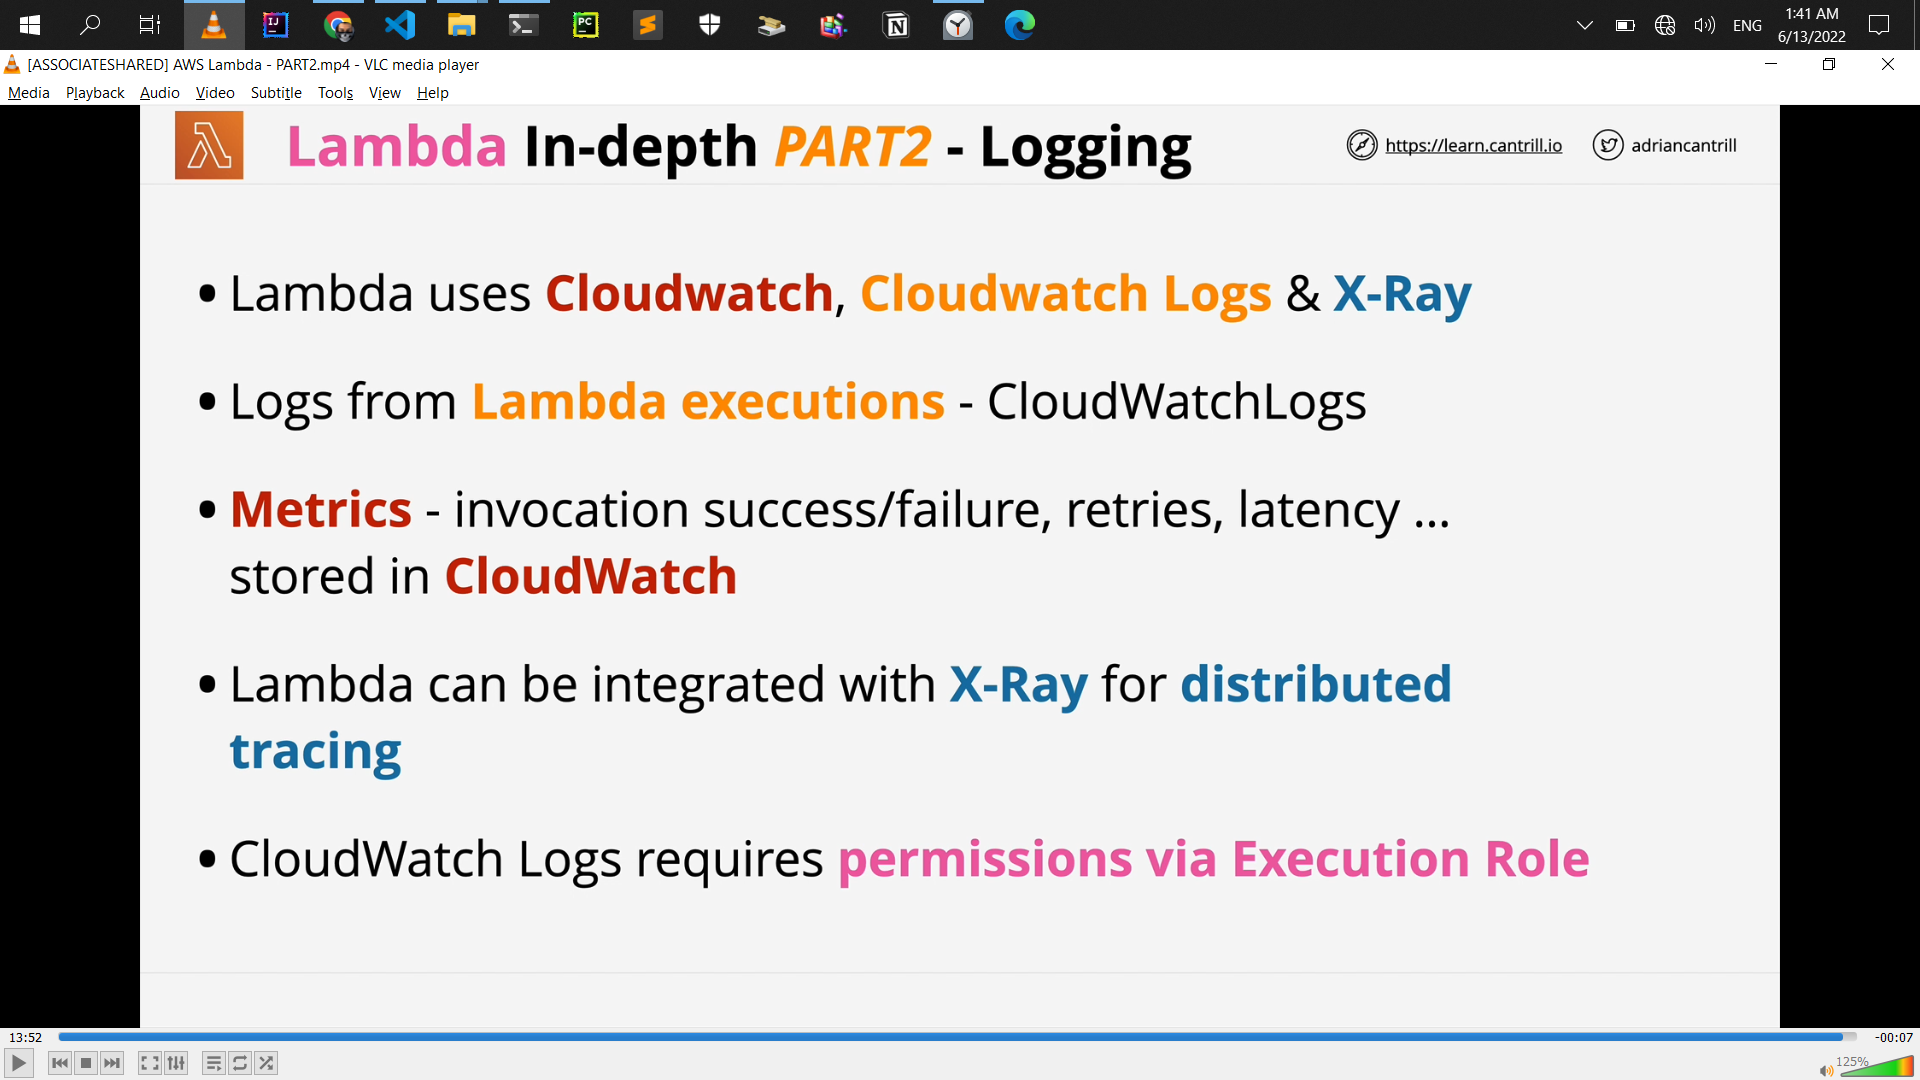 ENG
1:41 AM
6/13/2022
[ASSOCIATESHARED] AWS Lambda - PART2.mp4 - VLC media player
Media Playback Audio Video Subtitle Tools View Help
Lambda In-depth PART2 - Logging
https://learn.cantrill.io
adriancantrill
• Lambda uses Cloudwatch, Cloudwatch Logs & X-Ray
• Logs from Lambda executions - CloudWatchLogs
• Metrics - invocation success/failure, retries, latency ...
stored in CloudWatch
• Lambda can be integrated with X-Ray for distributed
tracing
• CloudWatch Logs requires permissions via Execution Role
13:52
-00:07
125%